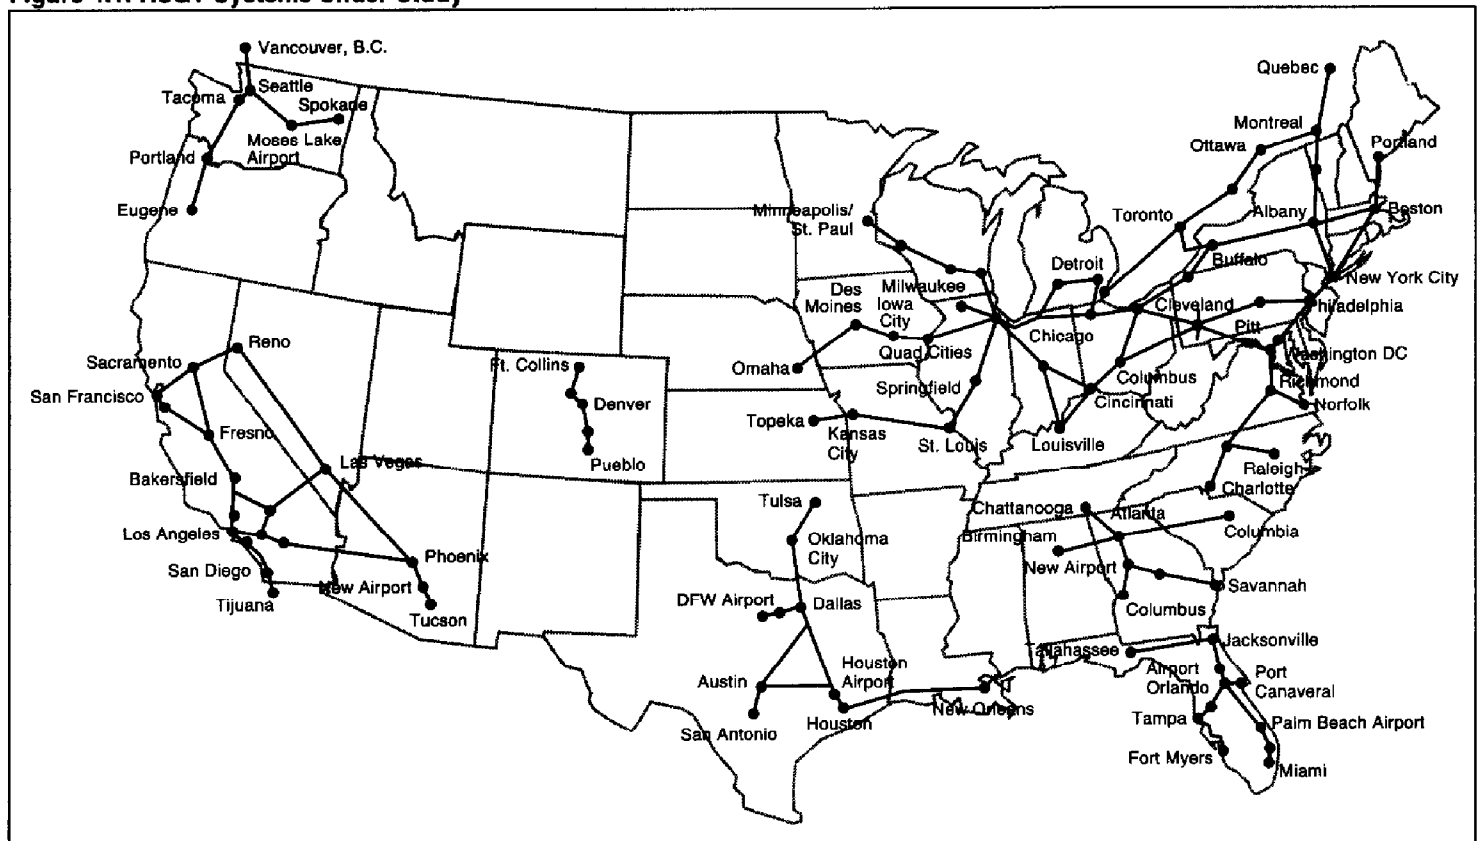 Vancouver, B.C.
Seattle
Tacoma
Spokane
Moses Lake
Airport
Portland
Eugene
Reno
Sacramento
San Francisco
Fresno
Bakersfield
Las Vegas
Los Angeles
San Diego
Tijuana
Phoenix
New Airport
Tucson
Ft. Collins
Denver
Pueblo
Minneapolis/
St. Paul
Des
Moines
Milwaukee
Iowa
City
Quad Cities
Omaha
Springfield
Topeka
Kansas
City
St. Louis
Louisville
Chicago
Detroit
Cleveland
Columbus
Cincinnati
Pitt
Quebec
Montreal
Ottawa
Portland
Toronto
Albany
Boston
Buffalo
New York City
Philadelphia
Washington DC
Richmond
Norfolk
Raleigh
Charlotte
Chattanooga
Atlanta
Birmingham
Columbia
New Airport
Savannah
Columbus
Tulsa
Oklahoma
City
DFW Airport
Dallas
Austin
Houston
Airport
San Antonio
Houston
New Orleans
Tallahassee
Jacksonville
Airport
Orlando
Port
Canaveral
Tampa
Palm Beach Airport
Fort Myers
Miami